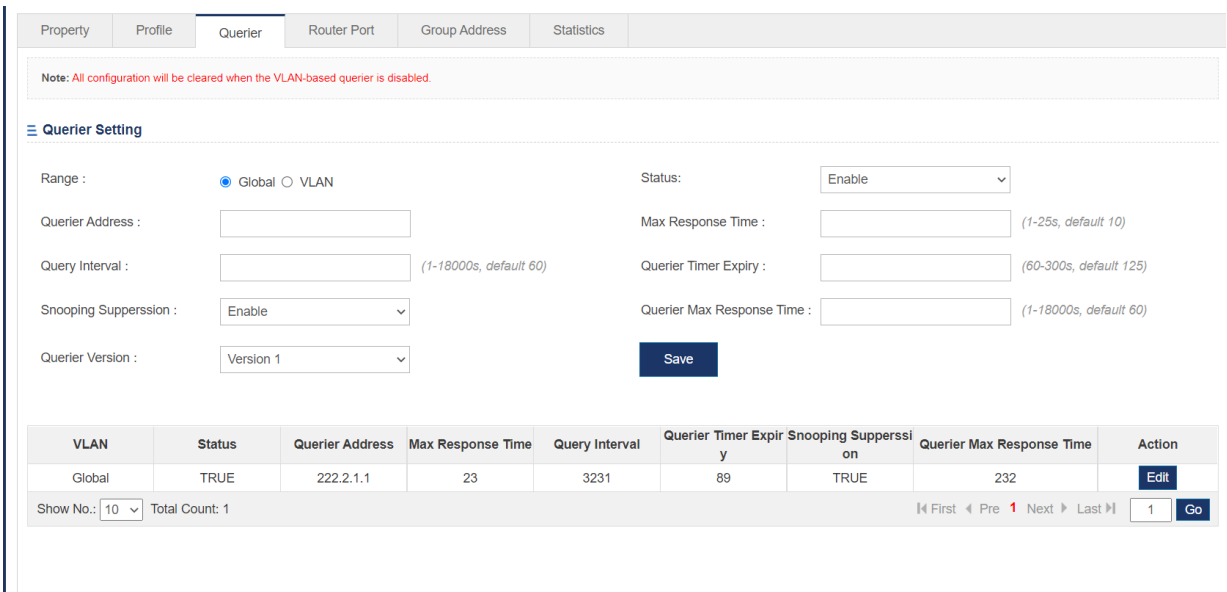 Property Profile Querier Router Port Group Address Statistics
Note: All configuration will be cleared when the VLAN-based querier is disabled.
Querier Setting
Range : Global VLAN Status: Enable
Querier Address : Max Response Time : (1-25s, default 10)
Query Interval : (1-18000s, default 60) Querier Timer Expiry : (60-300s, default 125)
Snooping Supperssion : Enable Querier Max Response Time : (1-18000s, default 60)
Querier Version : Version 1 Save
VLAN Status Querier Address Max Response Time Query Interval Querier Timer Expir Snooping Supperssi Querier Max Response Time Action
y on
Global TRUE 222.2.1.1 23 3231 89 TRUE 232 Edit
Show No.: 10 Total Count: 1 First Pre 1 Next Last 1 Go